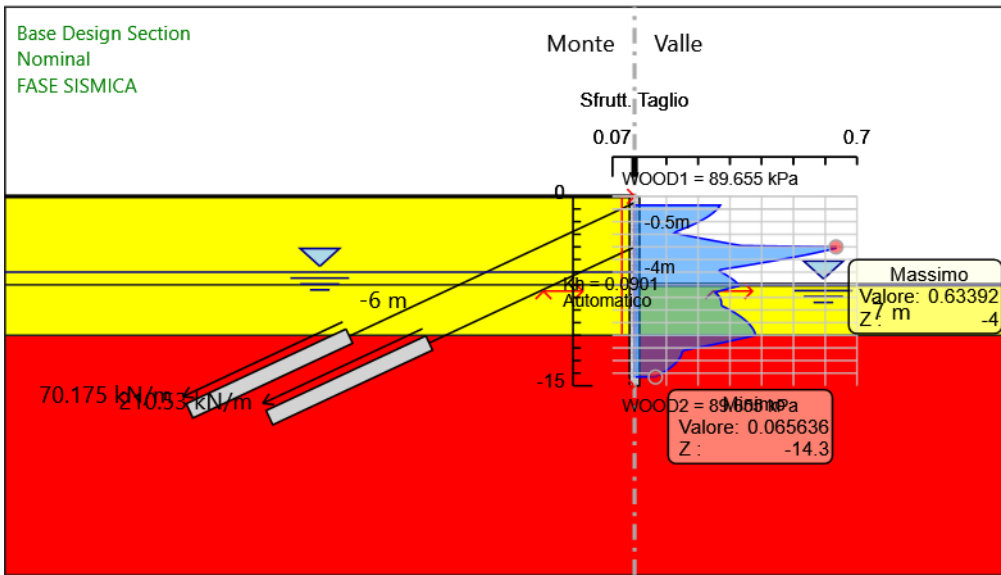 Base Design Section
Nominal
FASE SISMICA
Monte
Valle
Sfrutt. Taglio
0.07
0.7
WOOD1 = 89.655 kPa
0
-0.5m
-4m
Kh = 0.0901
Automatico
-6 m
Massimo
Valore: 0.63392
Z : -4
7 m
70.175 kN/m
210.53 kN/m
-15
WOOD2 = 89.655 kPa
Minimo
Valore: 0.065636
Z : -14.3